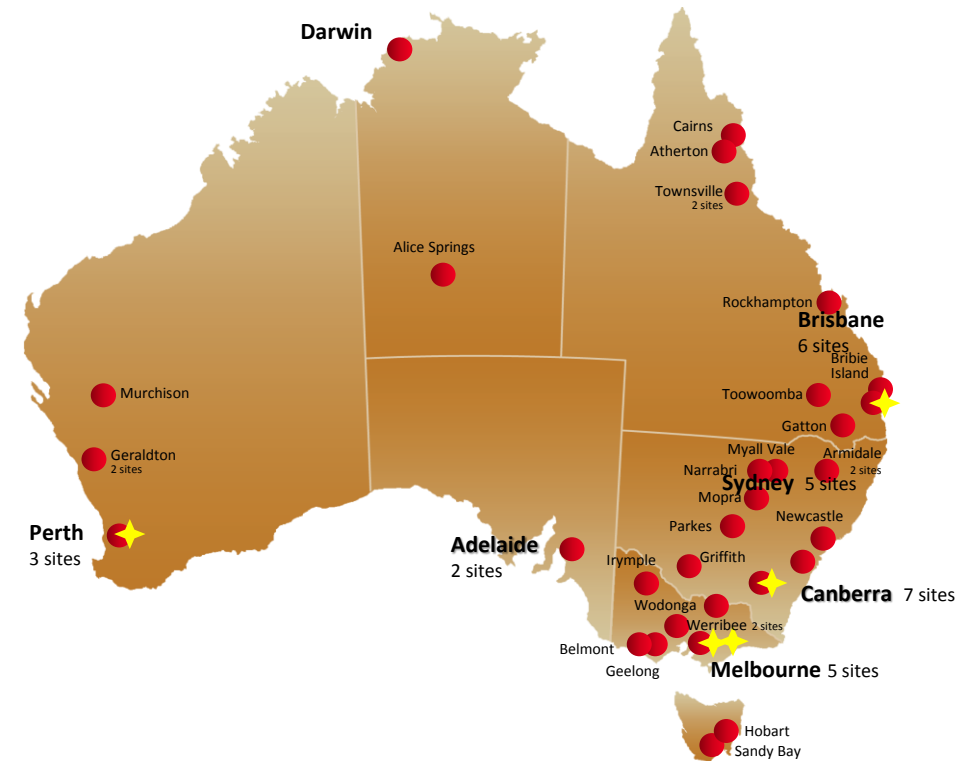 Darwin
Cairns
Atherton
Townsville
2 sites
Alice Springs
Rockhampton
Brisbane
6 sites
Bribie
Island
Murchison
Toowoomba
Gatton
Geraldton
2 sites
Myall Vale
Armidale
Narrabri
2 sites
Sydney 5 sites
Mopra
Newcastle
Parkes
Perth
3 sites
Adelaide
2 sites
Irymple
Griffith
Canberra 7 sites
Wodonga
Werribee 2 sites
Belmont
Geelong
Melbourne 5 sites
Hobart
Sandy Bay